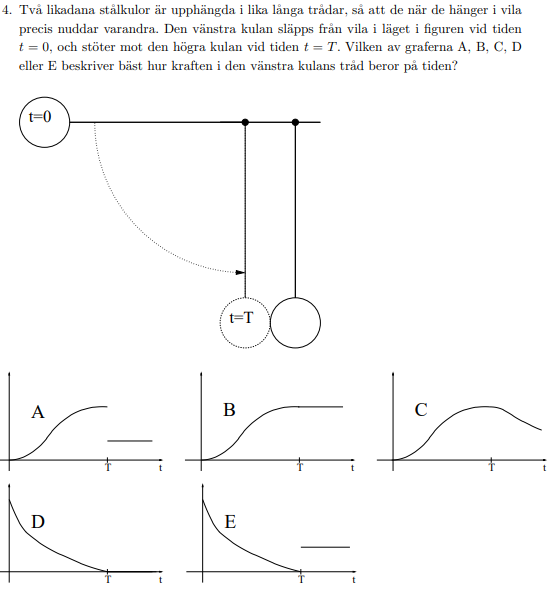 4. Två likadana stålkulor är upphängda i lika långa trådar, så att de när de hänger i vila
precis nuddar varandra. Den vänstra kulan släpps från vila i läget i figuren vid tiden
t = 0, och stöter mot den högra kulan vid tiden t = T. Vilken av graferna A, B, C, D
eller E beskriver bäst hur kraften i den vänstra kulans tråd beror på tiden?
t=0
t=T
A
B
C
T t
T t
T t
D
E
T t
T t